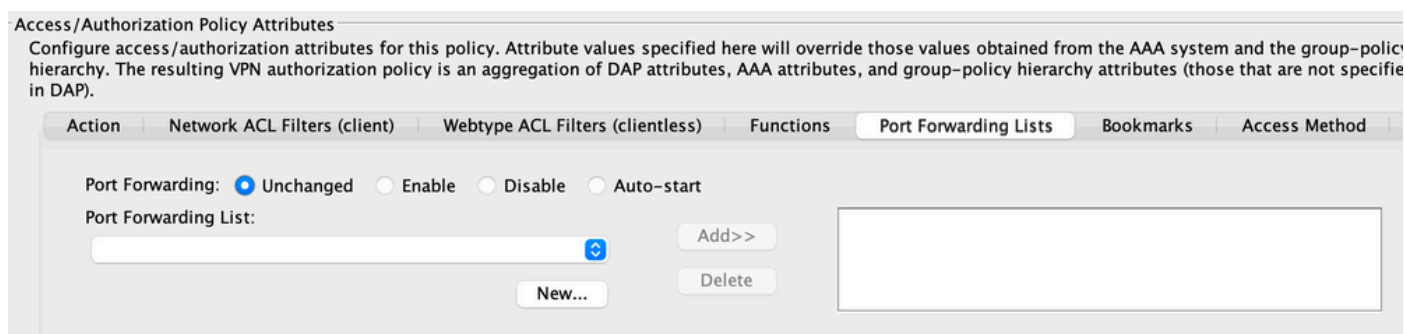 Access/Authorization Policy Attributes
Configure access/authorization attributes for this policy. Attribute values specified here will override those values obtained from the AAA system and the group-policy
hierarchy. The resulting VPN authorization policy is an aggregation of DAP attributes, AAA attributes, and group-policy hierarchy attributes (those that are not specifie
in DAP).
Action Network ACL Filters (client) Webtype ACL Filters (clientless) Functions Port Forwarding Lists Bookmarks Access Method
Port Forwarding: Unchanged Enable Disable Auto-start
Port Forwarding List:
Add>>
Delete
New...